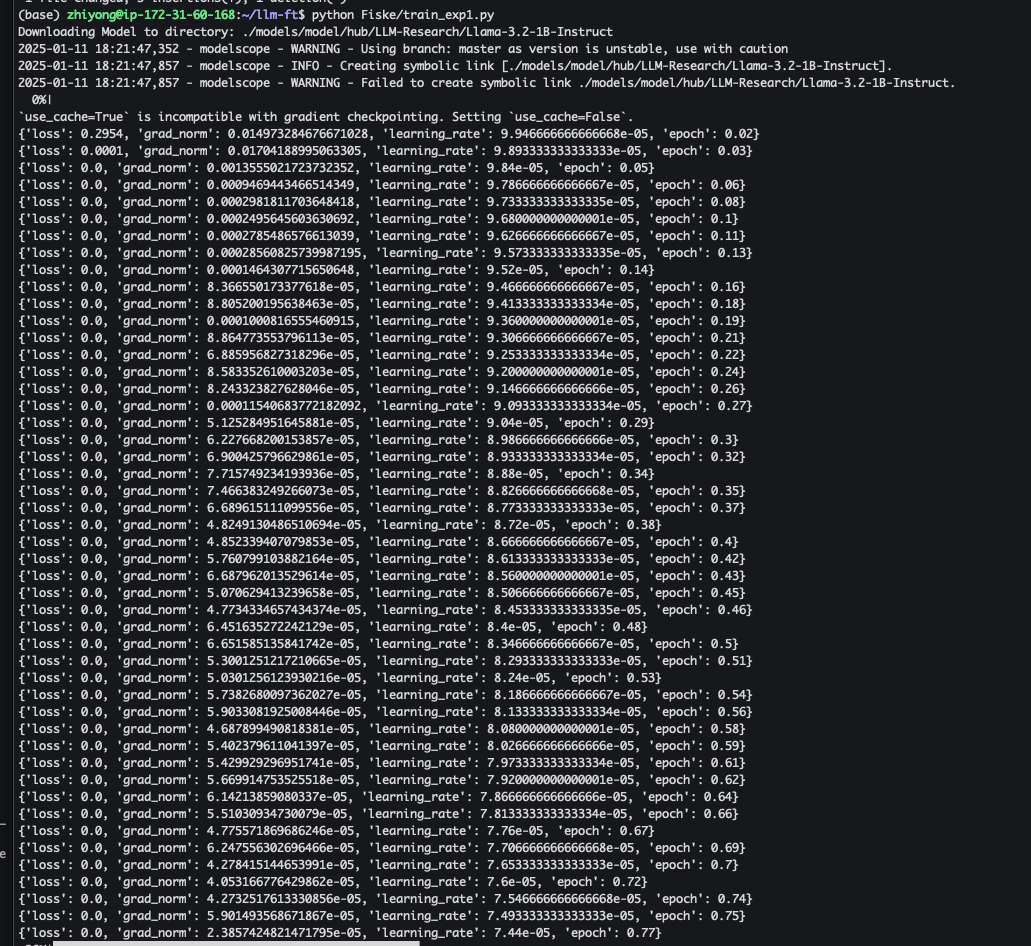 (base) zhiyong@ip-172-31-60-168:~/llm-ft$ python Fiske/train_exp1.py
Downloading Model to directory: ./models/model/hub/LLM-Research/Llama-3.2-1B-Instruct
2025-01-11 18:21:47,352 - modelscope - WARNING - Using branch: master as version is unstable, use with caution
2025-01-11 18:21:47,857 - modelscope - INFO - Creating symbolic link [./models/model/hub/LLM-Research/Llama-3.2-1B-Instruct].
2025-01-11 18:21:47,857 - modelscope - WARNING - Failed to create symbolic link ./models/model/hub/LLM-Research/Llama-3.2-1B-Instruct.
0%|
`use_cache=True` is incompatible with gradient checkpointing. Setting `use_cache=False`.
{'loss': 0.2954, 'grad_norm': 0.014973284676671028, 'learning_rate': 9.946666666666668e-05, 'epoch': 0.02}
{'loss': 0.0001, 'grad_norm': 0.01704188995063305, 'learning_rate': 9.893333333333333e-05, 'epoch': 0.03}
{'loss': 0.0, 'grad_norm': 0.0013555021723732352, 'learning_rate': 9.84e-05, 'epoch': 0.05}
{'loss': 0.0, 'grad_norm': 0.0009469443466514349, 'learning_rate': 9.786666666666667e-05, 'epoch': 0.06}
{'loss': 0.0, 'grad_norm': 0.0002981811703648418, 'learning_rate': 9.733333333333335e-05, 'epoch': 0.08}
{'loss': 0.0, 'grad_norm': 0.0002495645603630692, 'learning_rate': 9.680000000000001e-05, 'epoch': 0.1}
{'loss': 0.0, 'grad_norm': 0.0002785486576613039, 'learning_rate': 9.626666666666667e-05, 'epoch': 0.11}
{'loss': 0.0, 'grad_norm': 0.00028560825739987195, 'learning_rate': 9.573333333333335e-05, 'epoch': 0.13}
{'loss': 0.0, 'grad_norm': 0.0001464307715650648, 'learning_rate': 9.52e-05, 'epoch': 0.14}
{'loss': 0.0, 'grad_norm': 8.366550173377618e-05, 'learning_rate': 9.466666666666667e-05, 'epoch': 0.16}
{'loss': 0.0, 'grad_norm': 8.805200195638463e-05, 'learning_rate': 9.413333333333334e-05, 'epoch': 0.18}
{'loss': 0.0, 'grad_norm': 0.0001000816555460915, 'learning_rate': 9.360000000000001e-05, 'epoch': 0.19}
{'loss': 0.0, 'grad_norm': 8.864773553796113e-05, 'learning_rate': 9.306666666666667e-05, 'epoch': 0.21}
{'loss': 0.0, 'grad_norm': 6.885956827318296e-05, 'learning_rate': 9.253333333333334e-05, 'epoch': 0.22}
{'loss': 0.0, 'grad_norm': 8.583352610003203e-05, 'learning_rate': 9.200000000000001e-05, 'epoch': 0.24}
{'loss': 0.0, 'grad_norm': 8.243323827628046e-05, 'learning_rate': 9.146666666666666e-05, 'epoch': 0.26}
{'loss': 0.0, 'grad_norm': 0.00011540683772182092, 'learning_rate': 9.093333333333334e-05, 'epoch': 0.27}
{'loss': 0.0, 'grad_norm': 5.125284951645881e-05, 'learning_rate': 9.04e-05, 'epoch': 0.29}
{'loss': 0.0, 'grad_norm': 6.227668200153857e-05, 'learning_rate': 8.986666666666666e-05, 'epoch': 0.3}
{'loss': 0.0, 'grad_norm': 6.900425796629861e-05, 'learning_rate': 8.933333333333334e-05, 'epoch': 0.32}
{'loss': 0.0, 'grad_norm': 7.715749234193936e-05, 'learning_rate': 8.88e-05, 'epoch': 0.34}
{'loss': 0.0, 'grad_norm': 7.466383249266073e-05, 'learning_rate': 8.826666666666668e-05, 'epoch': 0.35}
{'loss': 0.0, 'grad_norm': 6.689615111099556e-05, 'learning_rate': 8.773333333333333e-05, 'epoch': 0.37}
{'loss': 0.0, 'grad_norm': 4.8249130486510694e-05, 'learning_rate': 8.72e-05, 'epoch': 0.38}
{'loss': 0.0, 'grad_norm': 4.852339407079853e-05, 'learning_rate': 8.666666666666667e-05, 'epoch': 0.4}
{'loss': 0.0, 'grad_norm': 5.760799103882164e-05, 'learning_rate': 8.613333333333333e-05, 'epoch': 0.42}
{'loss': 0.0, 'grad_norm': 6.687962013529614e-05, 'learning_rate': 8.560000000000001e-05, 'epoch': 0.43}
{'loss': 0.0, 'grad_norm': 5.070629413239658e-05, 'learning_rate': 8.506666666666667e-05, 'epoch': 0.45}
{'loss': 0.0, 'grad_norm': 4.7734334657434374e-05, 'learning_rate': 8.453333333333335e-05, 'epoch': 0.46}
{'loss': 0.0, 'grad_norm': 6.451635272242129e-05, 'learning_rate': 8.4e-05, 'epoch': 0.48}
{'loss': 0.0, 'grad_norm': 6.651585135841742e-05, 'learning_rate': 8.346666666666667e-05, 'epoch': 0.5}
{'loss': 0.0, 'grad_norm': 5.3001251217210665e-05, 'learning_rate': 8.293333333333333e-05, 'epoch': 0.51}
{'loss': 0.0, 'grad_norm': 5.0301256123930216e-05, 'learning_rate': 8.24e-05, 'epoch': 0.53}
{'loss': 0.0, 'grad_norm': 5.7382680097362027e-05, 'learning_rate': 8.186666666666667e-05, 'epoch': 0.54}
{'loss': 0.0, 'grad_norm': 5.9033081925008446e-05, 'learning_rate': 8.133333333333334e-05, 'epoch': 0.56}
{'loss': 0.0, 'grad_norm': 4.687899490818381e-05, 'learning_rate': 8.080000000000001e-05, 'epoch': 0.58}
{'loss': 0.0, 'grad_norm': 5.402379611041397e-05, 'learning_rate': 8.026666666666666e-05, 'epoch': 0.59}
{'loss': 0.0, 'grad_norm': 5.429929296951741e-05, 'learning_rate': 7.973333333333334e-05, 'epoch': 0.61}
{'loss': 0.0, 'grad_norm': 5.669914753525518e-05, 'learning_rate': 7.920000000000001e-05, 'epoch': 0.62}
{'loss': 0.0, 'grad_norm': 6.14213859080337e-05, 'learning_rate': 7.866666666666666e-05, 'epoch': 0.64}
{'loss': 0.0, 'grad_norm': 5.51030934730079e-05, 'learning_rate': 7.813333333333334e-05, 'epoch': 0.66}
{'loss': 0.0, 'grad_norm': 4.775571869686246e-05, 'learning_rate': 7.76e-05, 'epoch': 0.67}
{'loss': 0.0, 'grad_norm': 6.247556302696466e-05, 'learning_rate': 7.706666666666668e-05, 'epoch': 0.69}
{'loss': 0.0, 'grad_norm': 4.278415144653991e-05, 'learning_rate': 7.653333333333333e-05, 'epoch': 0.7}
{'loss': 0.0, 'grad_norm': 4.053166776429862e-05, 'learning_rate': 7.6e-05, 'epoch': 0.72}
{'loss': 0.0, 'grad_norm': 4.2732517613330856e-05, 'learning_rate': 7.546666666666668e-05, 'epoch': 0.74}
{'loss': 0.0, 'grad_norm': 5.901493568671867e-05, 'learning_rate': 7.493333333333333e-05, 'epoch': 0.75}
{'loss': 0.0, 'grad_norm': 2.3857424821471795e-05, 'learning_rate': 7.44e-05, 'epoch': 0.77}